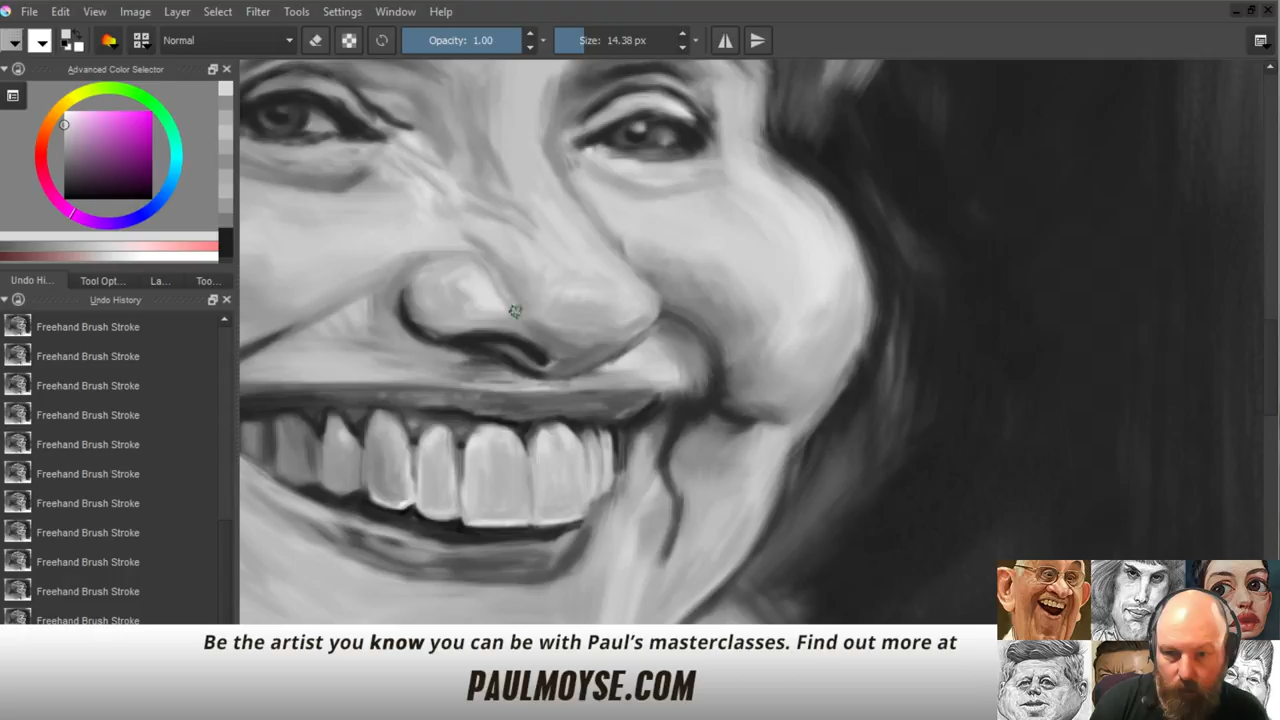 File Edit View Image Layer Select Filter Tools Settings Window Help
Normal Opacity: 1.00 Size: 14.38 px
Advanced Color Selector
Undo Hi... Tool Opt... La... Too...
Undo History
Freehand Brush Stroke
Freehand Brush Stroke
Freehand Brush Stroke
Freehand Brush Stroke
Freehand Brush Stroke
Freehand Brush Stroke
Freehand Brush Stroke
Freehand Brush Stroke
Freehand Brush Stroke
Freehand Brush Stroke
Freehand Brush Stroke
Be the artist you know you can be with Paul's masterclasses. Find out more at
PAULMOYSE.COM